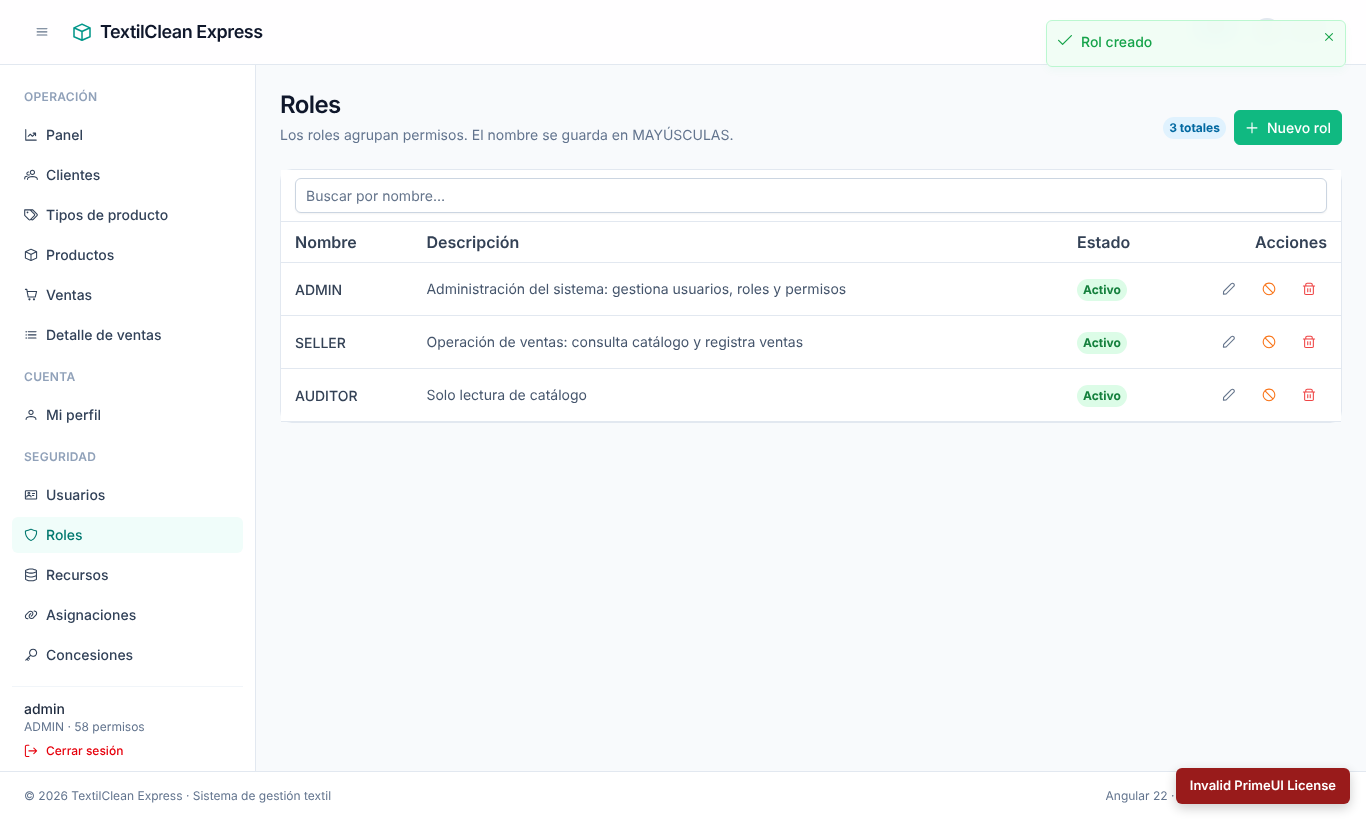 TextilClean Express
Rol creado
OPERACIÓN
Panel
Clientes
Tipos de producto
Productos
Ventas
Detalle de ventas
CUENTA
Mi perfil
SEGURIDAD
Usuarios
Roles
Recursos
Asignaciones
Concesiones
admin
ADMIN · 58 permisos
Cerrar sesión
Roles
Los roles agrupan permisos. El nombre se guarda en MAYÚSCULAS.
3 totales
Nuevo rol
Buscar por nombre...
Nombre Descripción Estado Acciones
ADMIN Administración del sistema: gestiona usuarios, roles y permisos Activo
SELLER Operación de ventas: consulta catálogo y registra ventas Activo
AUDITOR Solo lectura de catálogo Activo
© 2026 TextilClean Express · Sistema de gestión textil
Angular 22 ·
Invalid PrimeUI License